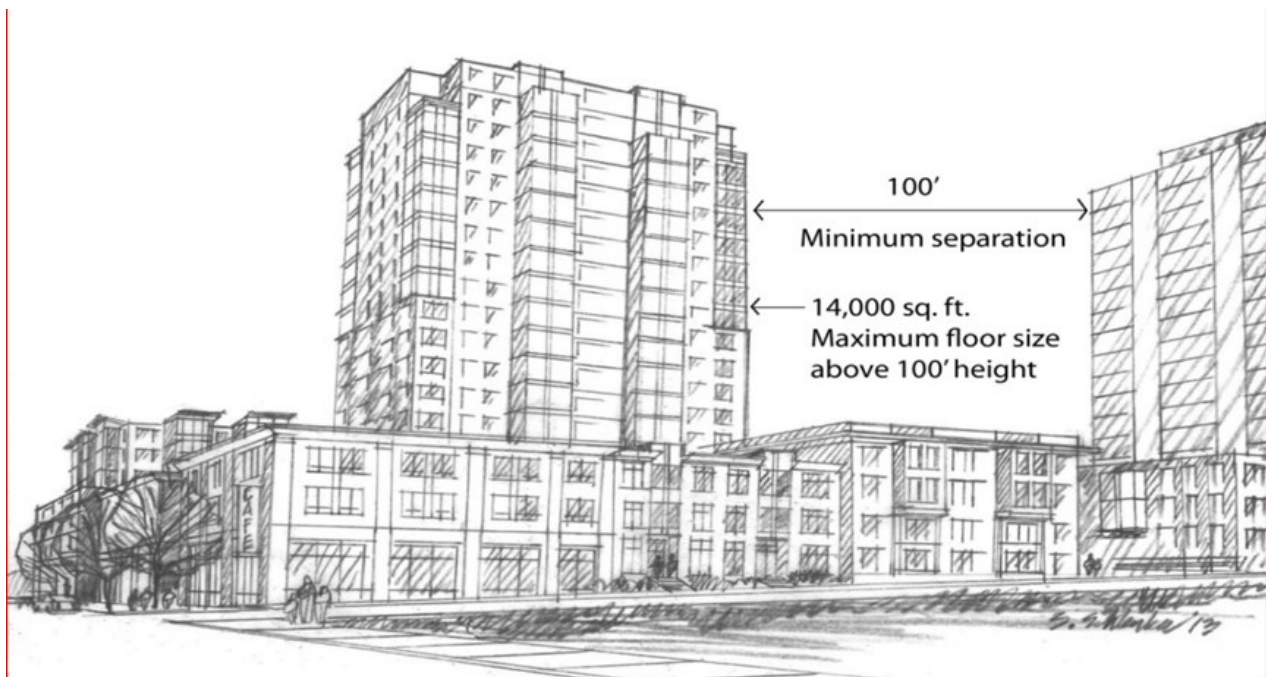 100’
Minimum separation
14,000 sq. ft.
Maximum floor size
above 100’ height
CAFE